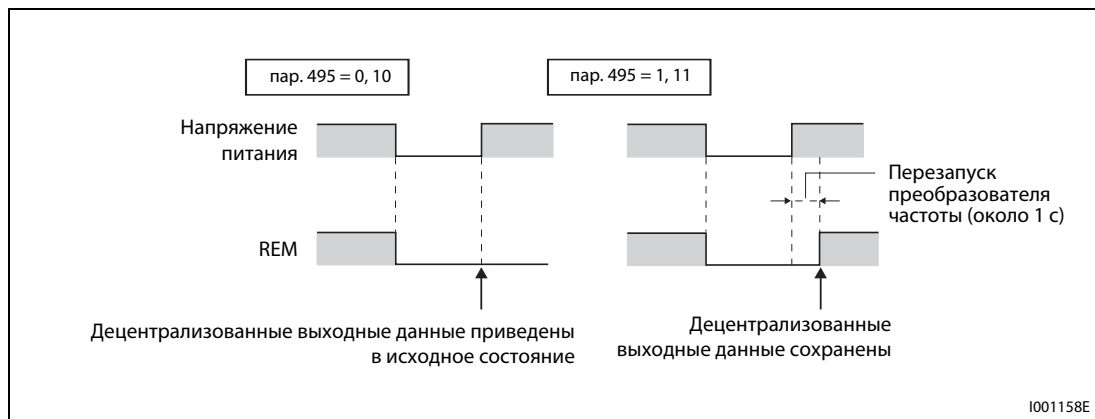 пар. 495 = 0, 10
пар. 495 = 1, 11
Напряжение
питания
Перезапуск
преобразователя
частоты (около 1 с)
REM
Децентрализованные выходные данные приведены
в исходное состояние
Децентрализованные
выходные данные сохранены
I001158E